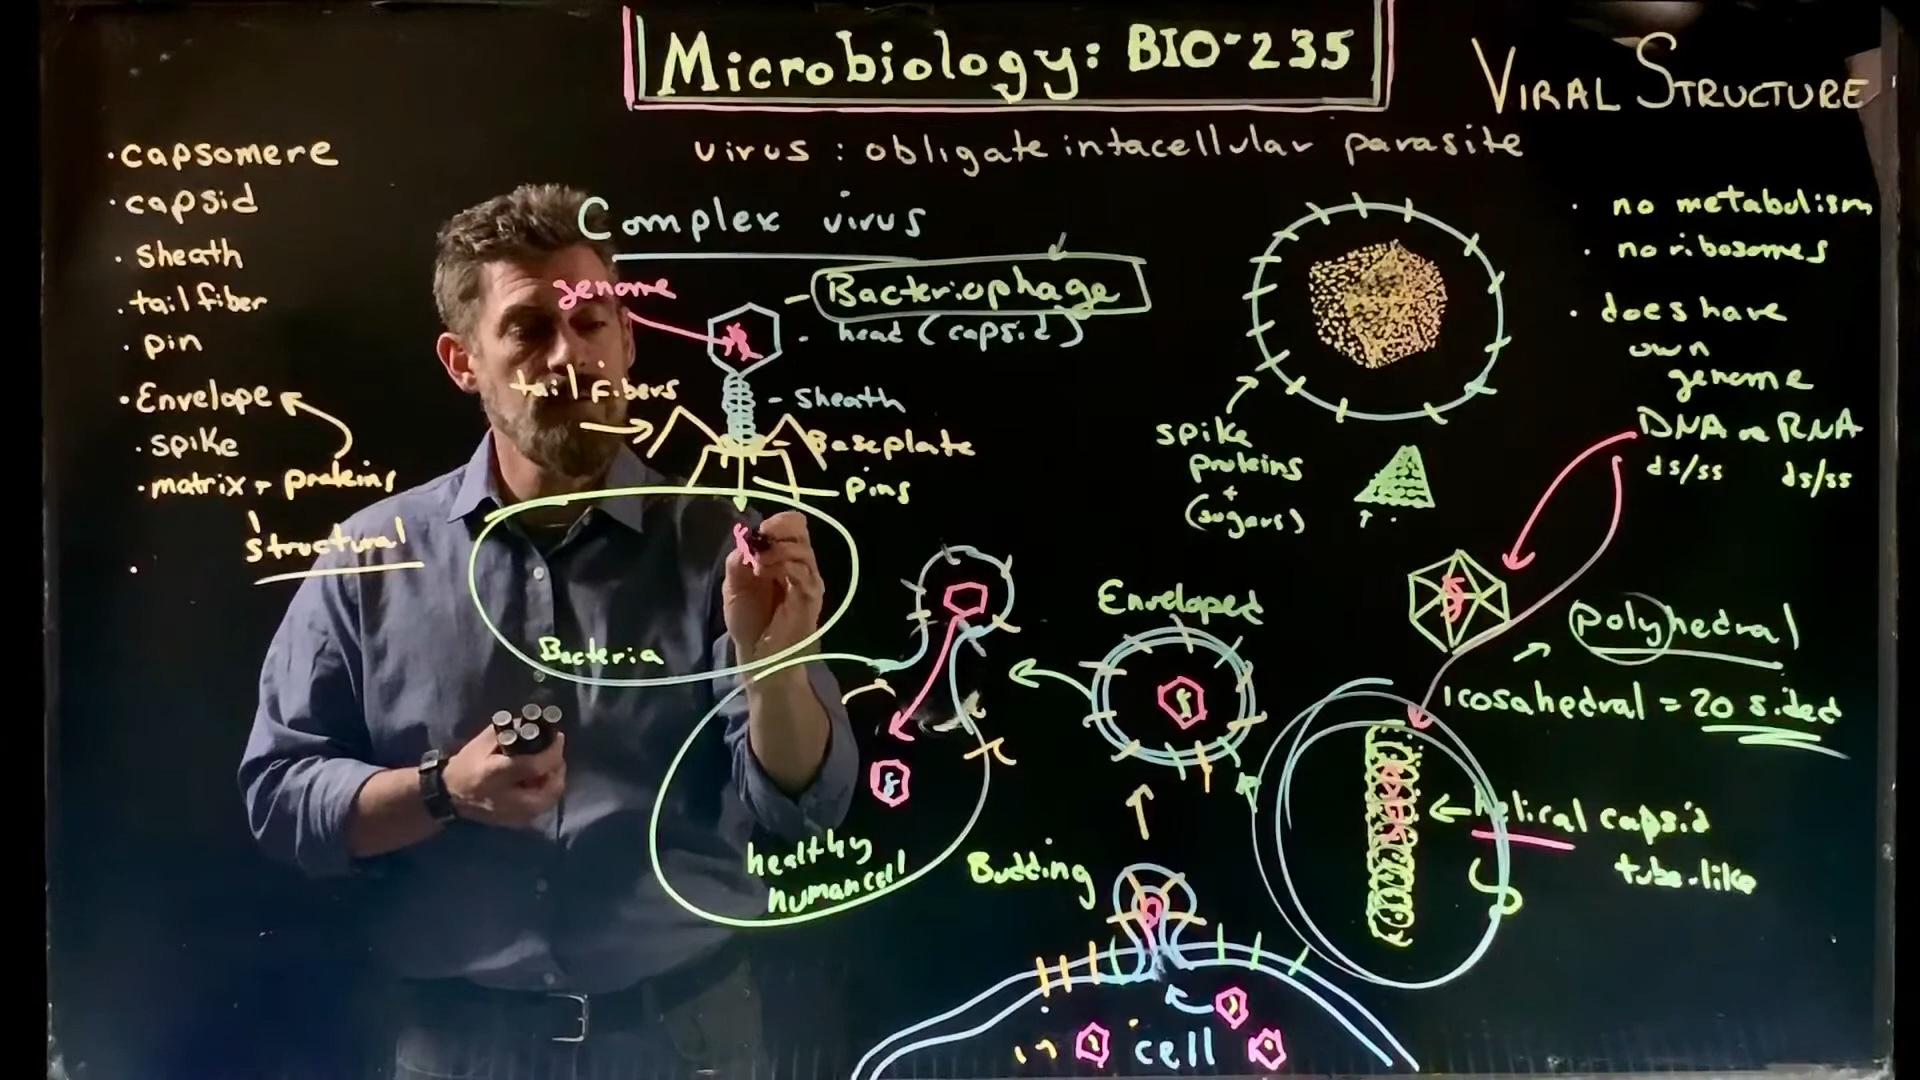 Microbiology: BIO-235
VIRAL STRUCTURE
virus : obligate intacellular parasite
· capsomere
· capsid
· sheath
· tail fiber
· pin
· Envelope
· spike
· matrix + proteins
structural
Complex virus
genome
- Bacteriophage
- head (capsid)
tail fibers
- sheath
- Baseplate
pins
Bacteria
healthy
human cell
spike
proteins
+
(sugars)
· no metabolism
· no ribosomes
· does have
own
genome
DNA or RNA
ds/ss ds/ss
Enveloped
polyhedral
icosahedral = 20 sided
helical capsid
tube-like
Budding
cell